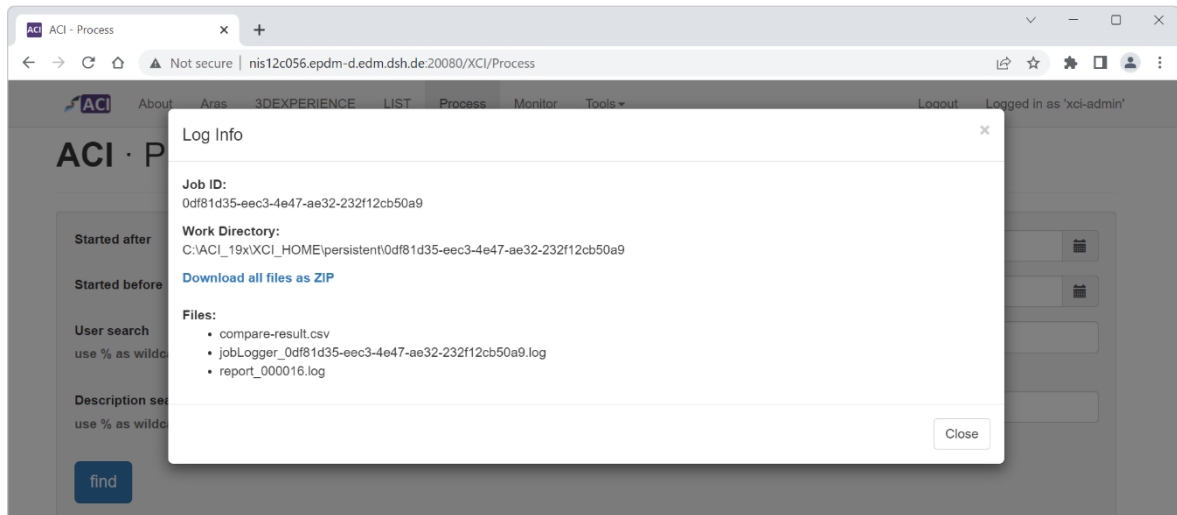 ACI ACI - Process
Not secure nis12c056.epdm-d.edm.dsh.de:20080/XCI/Process
ACI About Aras 3DEXPERIENCE LIST Process Monitor Tools Logout Logged in as 'xci-admin'
ACI · P
Log Info
Job ID:
0df81d35-eec3-4e47-ae32-232f12cb50a9
Work Directory:
C:\ACI_19x\XCI_HOME\persistent\0df81d35-eec3-4e47-ae32-232f12cb50a9
Download all files as ZIP
Files:
• compare-result.csv
• jobLogger_0df81d35-eec3-4e47-ae32-232f12cb50a9.log
• report_000016.log
Close
Started after
Started before
User search
use % as wildc
Description sea
use % as wildc
find